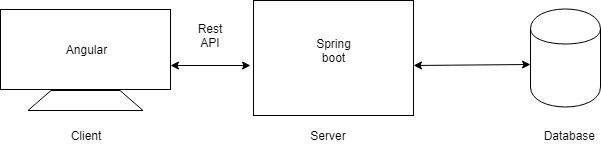 Angular
Rest
API
Spring
boot
Client
Server
Database